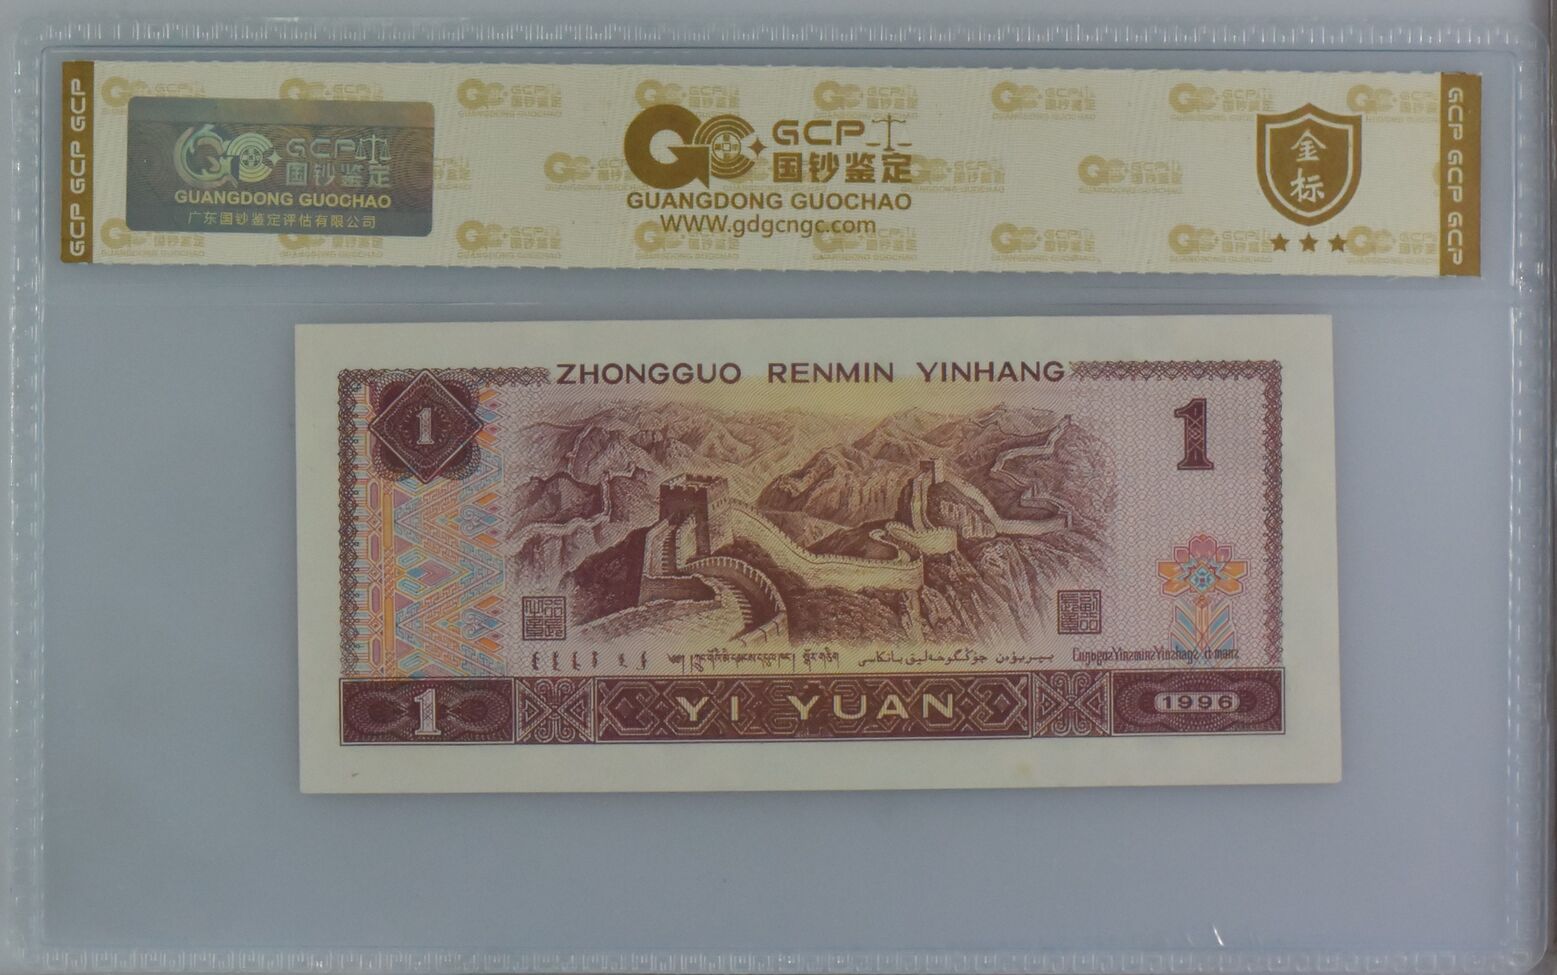 GCP GCP GCP
GCP
国钞鉴定
GUANGDONG GUOCHAO
广东国钞鉴定评估有限公司
GCP
国钞鉴定
GUANGDONG GUOCHAO
WWW.gdgcngc.com
金标
GCP GCP GCP
ZHONGGUO RENMIN YINHANG
1
1
1
YI YUAN
1996